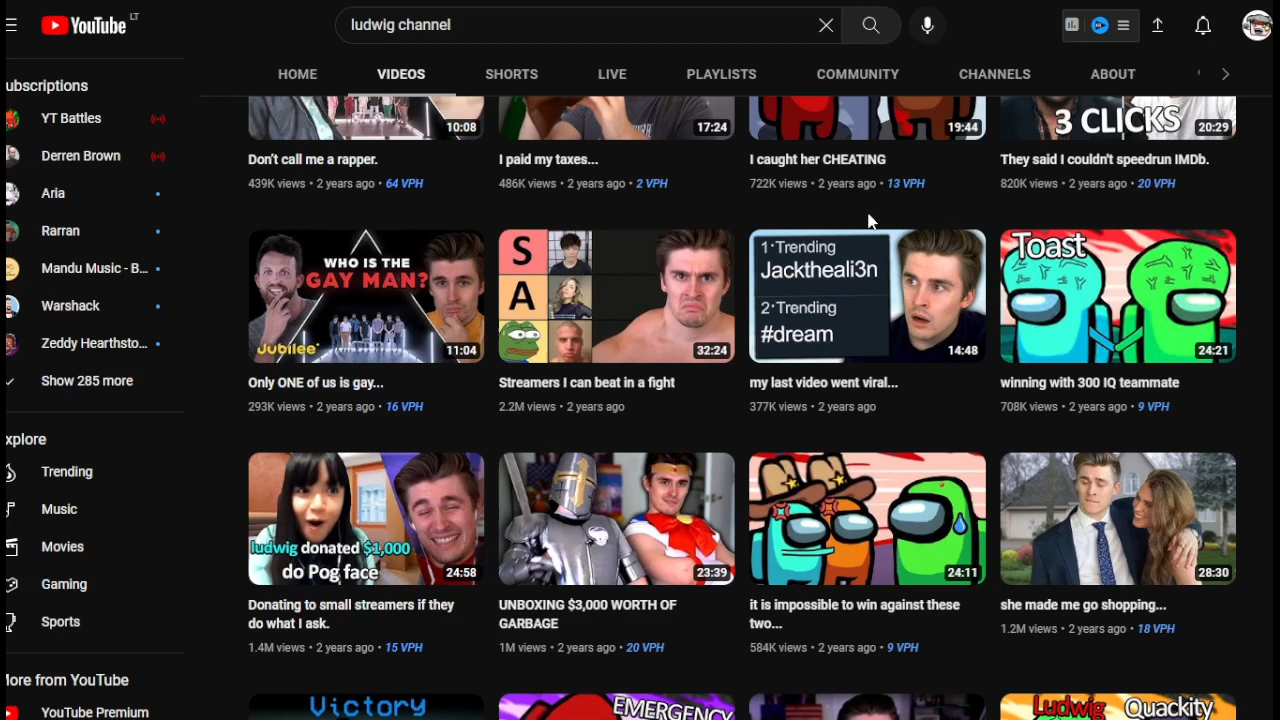 YouTube LT
ludwig channel
HOME
VIDEOS
SHORTS
LIVE
PLAYLISTS
COMMUNITY
CHANNELS
ABOUT
ubscriptions
YT Battles
Derren Brown
Aria
Rarran
Mandu Music - B...
Warshack
Zeddy Hearthsto...
Show 285 more
xplore
Trending
Music
Movies
Gaming
Sports
lore from YouTube
YouTube Premium
10:08
Don't call me a rapper.
439K views • 2 years ago • 64 VPH
17:24
I paid my taxes...
486K views • 2 years ago • 2 VPH
19:44
I caught her CHEATING
722K views • 2 years ago • 13 VPH
3 CLICKS
20:29
They said I couldn't speedrun IMDb.
820K views • 2 years ago • 20 VPH
WHO IS THE
GAY MAN?
Jubilee
11:04
Only ONE of us is gay...
293K views • 2 years ago • 16 VPH
S
A
32:24
Streamers I can beat in a fight
2.2M views • 2 years ago
1·Trending
Jacktheali3n
2·Trending
#dream
14:48
my last video went viral...
377K views • 2 years ago
Toast
24:21
winning with 300 IQ teammate
708K views • 2 years ago • 9 VPH
ludwig donated $1,000
do Pog face
24:58
Donating to small streamers if they
do what I ask.
1.4M views • 2 years ago • 15 VPH
23:39
UNBOXING $3,000 WORTH OF
GARBAGE
1M views • 2 years ago • 20 VPH
24:11
it is impossible to win against these
two...
584K views • 2 years ago • 9 VPH
28:30
she made me go shopping...
1.2M views • 2 years ago • 18 VPH
Victory
EMERGENCY
Ludwig
Quackity